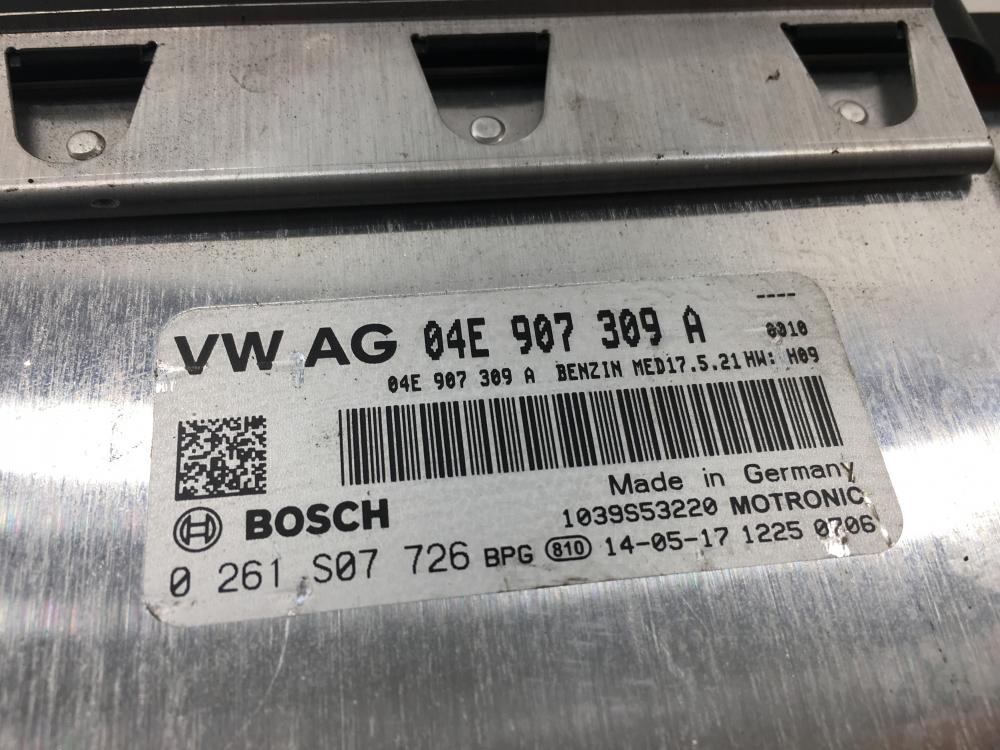 ----
VW AG 04E 907 309 A 0010
04E 907 309 A BENZIN MED17.5.21 HW: H09
Made in Germany
BOSCH 1039S53220 MOTRONIC
0 261 S07 726 BPG 810 14-05-17 1225 0706